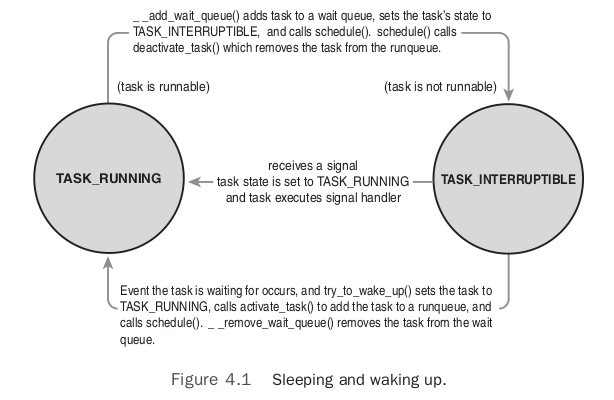 _ _add_wait_queue() adds task to a wait queue, sets the task's state to
TASK_INTERRUPTIBLE, and calls schedule(). schedule() calls
deactivate_task() which removes the task from the runqueue.
(task is runnable)
(task is not runnable)
TASK_RUNNING
receives a signal
task state is set to TASK_RUNNING
and task executes signal handler
TASK_INTERRUPTIBLE
Event the task is waiting for occurs, and try_to_wake_up() sets the task to
TASK_RUNNING, calls activate_task() to add the task to a runqueue, and
calls schedule(). _ _remove_wait_queue() removes the task from the wait
queue.
Figure 4.1 Sleeping and waking up.